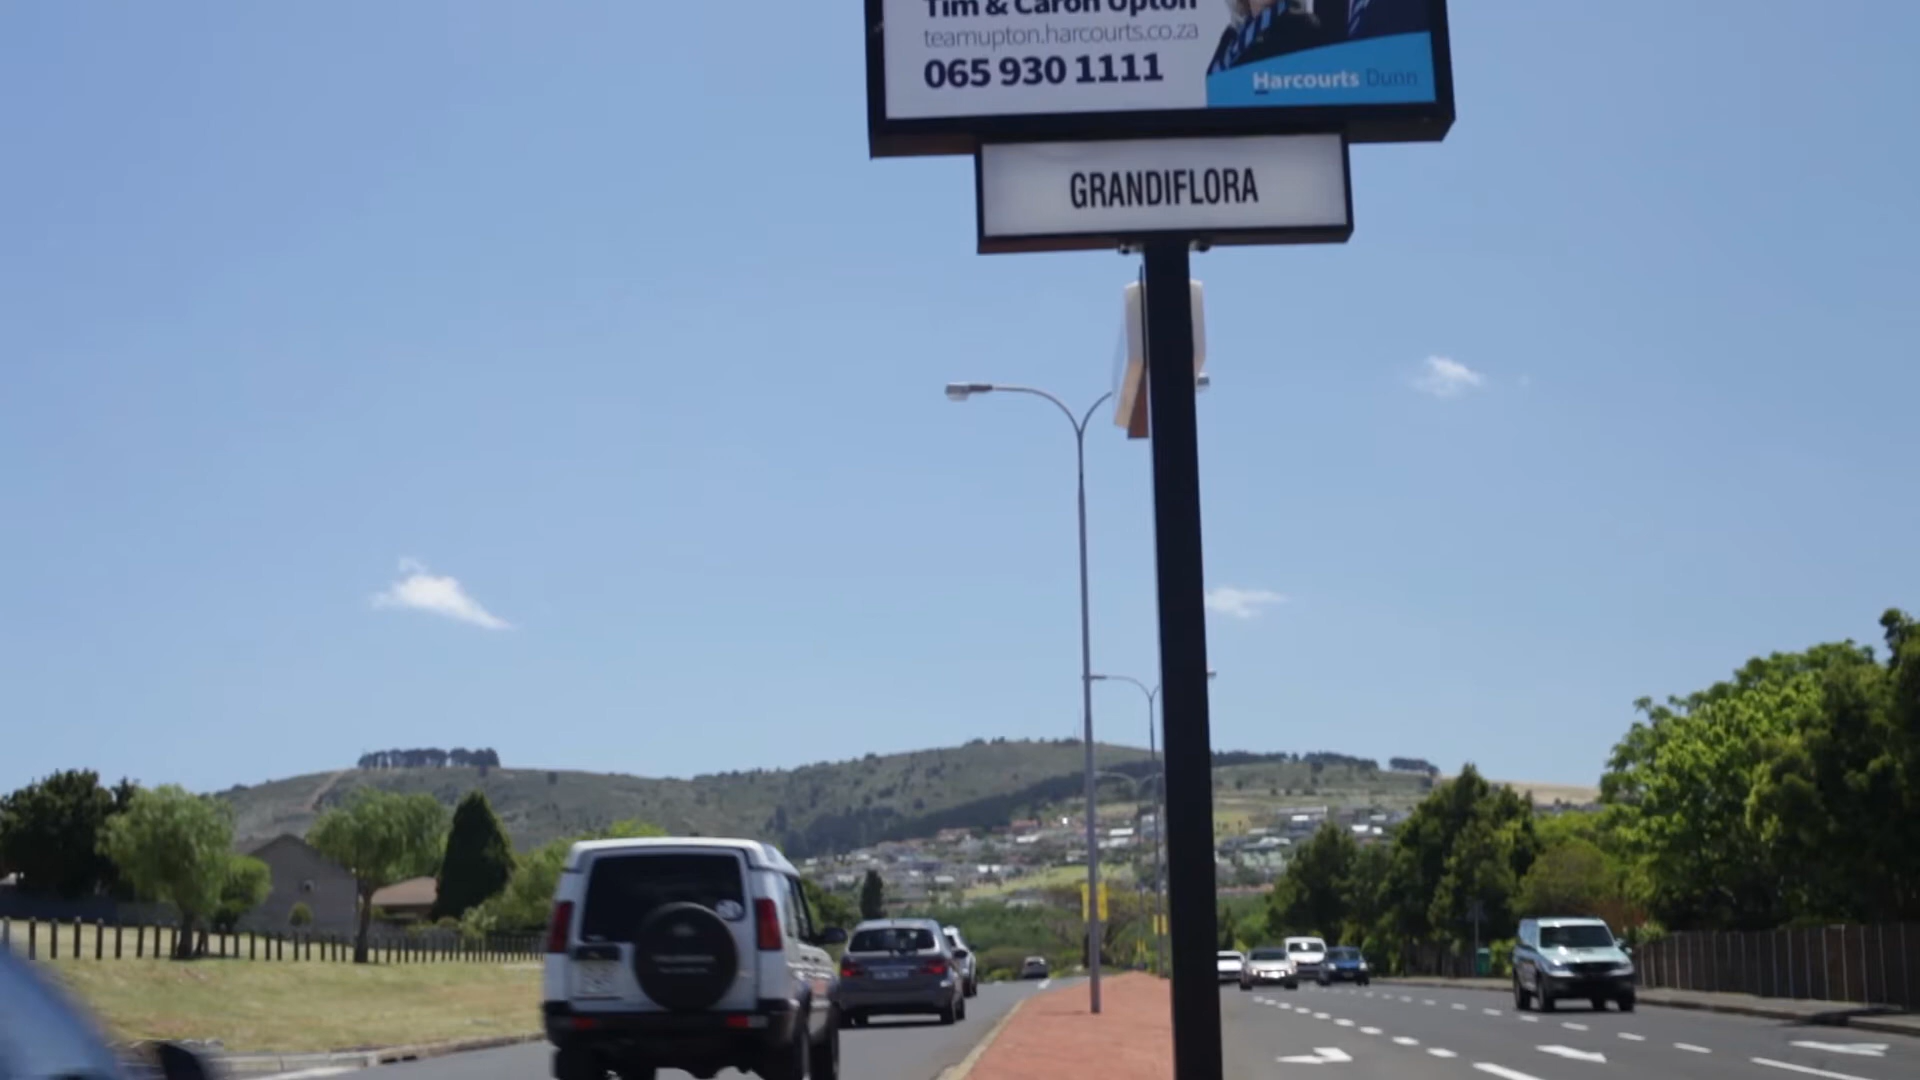 Tim & Caron Upton
teamupton.harcourts.co.za
065 930 1111
Harcourts Dunn
GRANDIFLORA